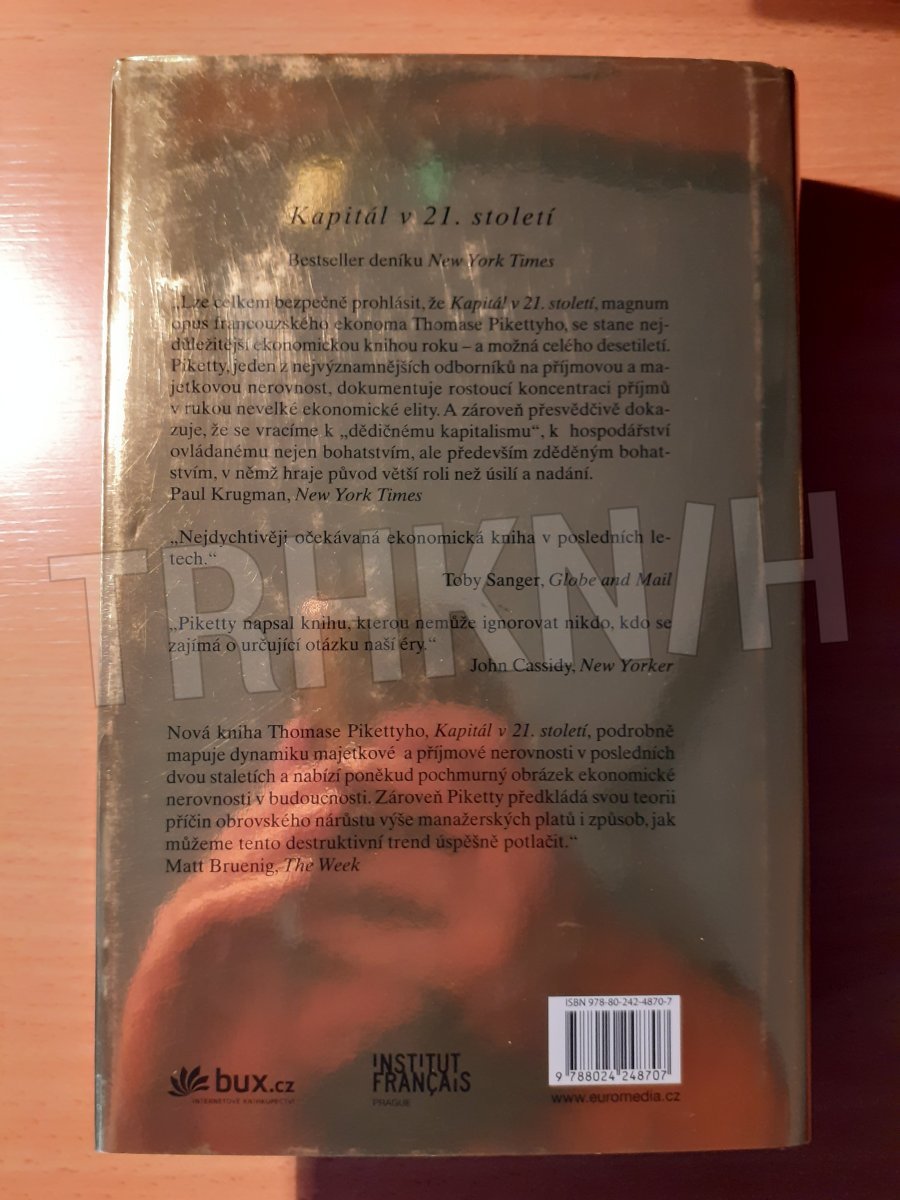 Kapitál v 21. století
Bestseller deníku New York Times
„Lze celkem bezpečně prohlásit, že Kapitál v 21. století, magnum
opus francouzského ekonoma Thomase Pikettyho, se stane nej-
důležitější ekonomickou knihou roku – a možná celého desetiletí.
Piketty, jeden z nejvýznamnějších odborníků na příjmovou a ma-
jetkovou nerovnost, dokumentuje rostoucí koncentraci příjmů
v rukou nevelké ekonomické elity. A zároveň přesvědčivě doka-
zuje, že se vracíme k „dědičnému kapitalismu“, k hospodářství
ovládanému nejen bohatstvím, ale především zděděným bohat-
stvím, v němž hraje původ větší roli než úsilí a nadání.
Paul Krugman, New York Times
„Nejdychtivěji očekávaná ekonomická kniha v posledních le-
tech.“
Toby Sanger, Globe and Mail
TRHKNIH
„Piketty napsal knihu, kterou nemůže ignorovat nikdo, kdo se
zajímá o určující otázku naší éry.“
John Cassidy, New Yorker
Nová kniha Thomase Pikettyho, Kapitál v 21. století, podrobně
mapuje dynamiku majetkové a příjmové nerovnosti v posledních
dvou staletích a nabízí poněkud pochmurný obrázek ekonomické
nerovnosti v budoucnosti. Zároveň Piketty předkládá svou teorii
příčin obrovského nárůstu výše manažerských platů i způsob, jak
můžeme tento destruktivní trend úspěšně potlačit.“
Matt Bruenig, The Week
ISBN 978-80-242-4870-7
9 788024 248707
www.euromedia.cz
bux.cz
INTERNETOVÉ KNIHKUPECTVÍ
INSTITUT
FRANÇAIS
PRAGUE